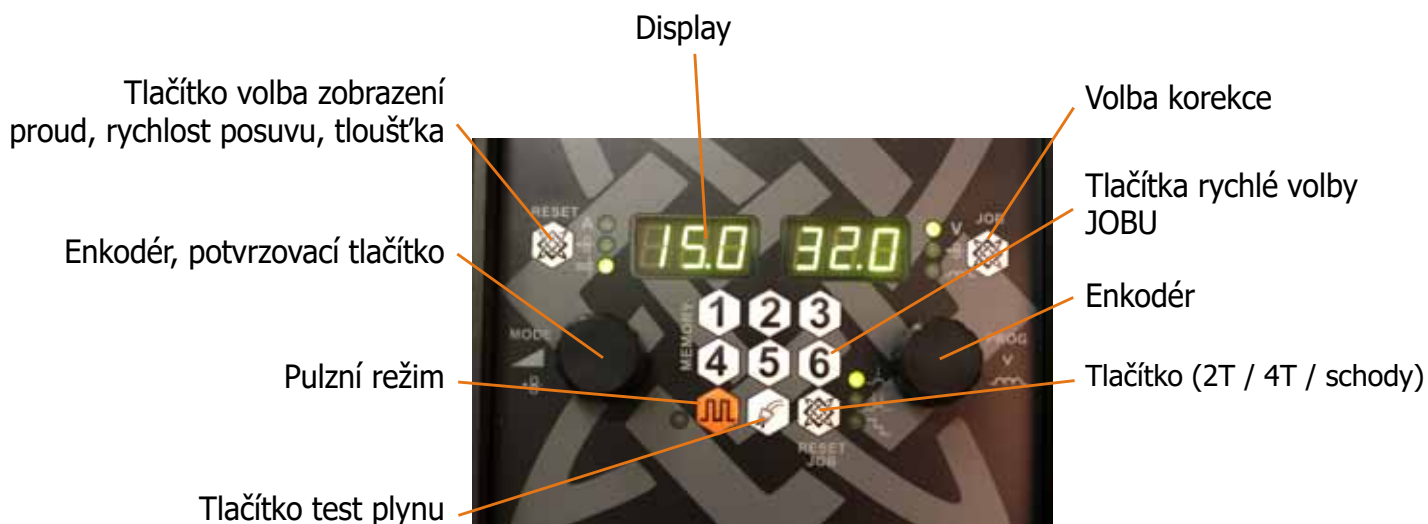 Display
Tlačítko volba zobrazení
proud, rychlost posuvu, tloušťka
Volba korekce
Tlačítka rychlé volby
JOBU
Enkodér, potvrzovací tlačítko
Enkodér
Pulzní režim
Tlačítko (2T / 4T / schody)
Tlačítko test plynu
RESET
A
15.0
32.0
V
JOB
MEMORY
1 2 3
4 5 6
MODE
PROG
V
RESET
JOB